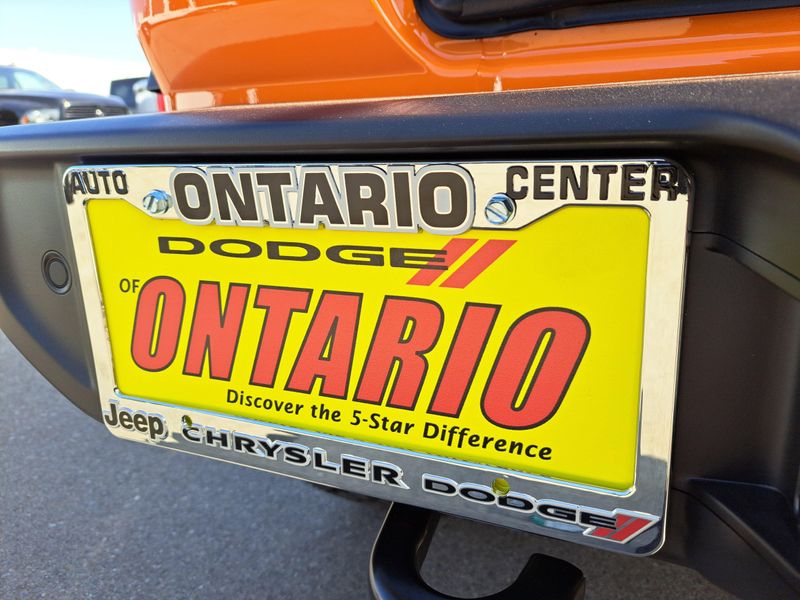 AUTO ONTARIO CENTER
DODGE
OF ONTARIO
Discover the 5-Star Difference
Jeep CHRYSLER DODGE